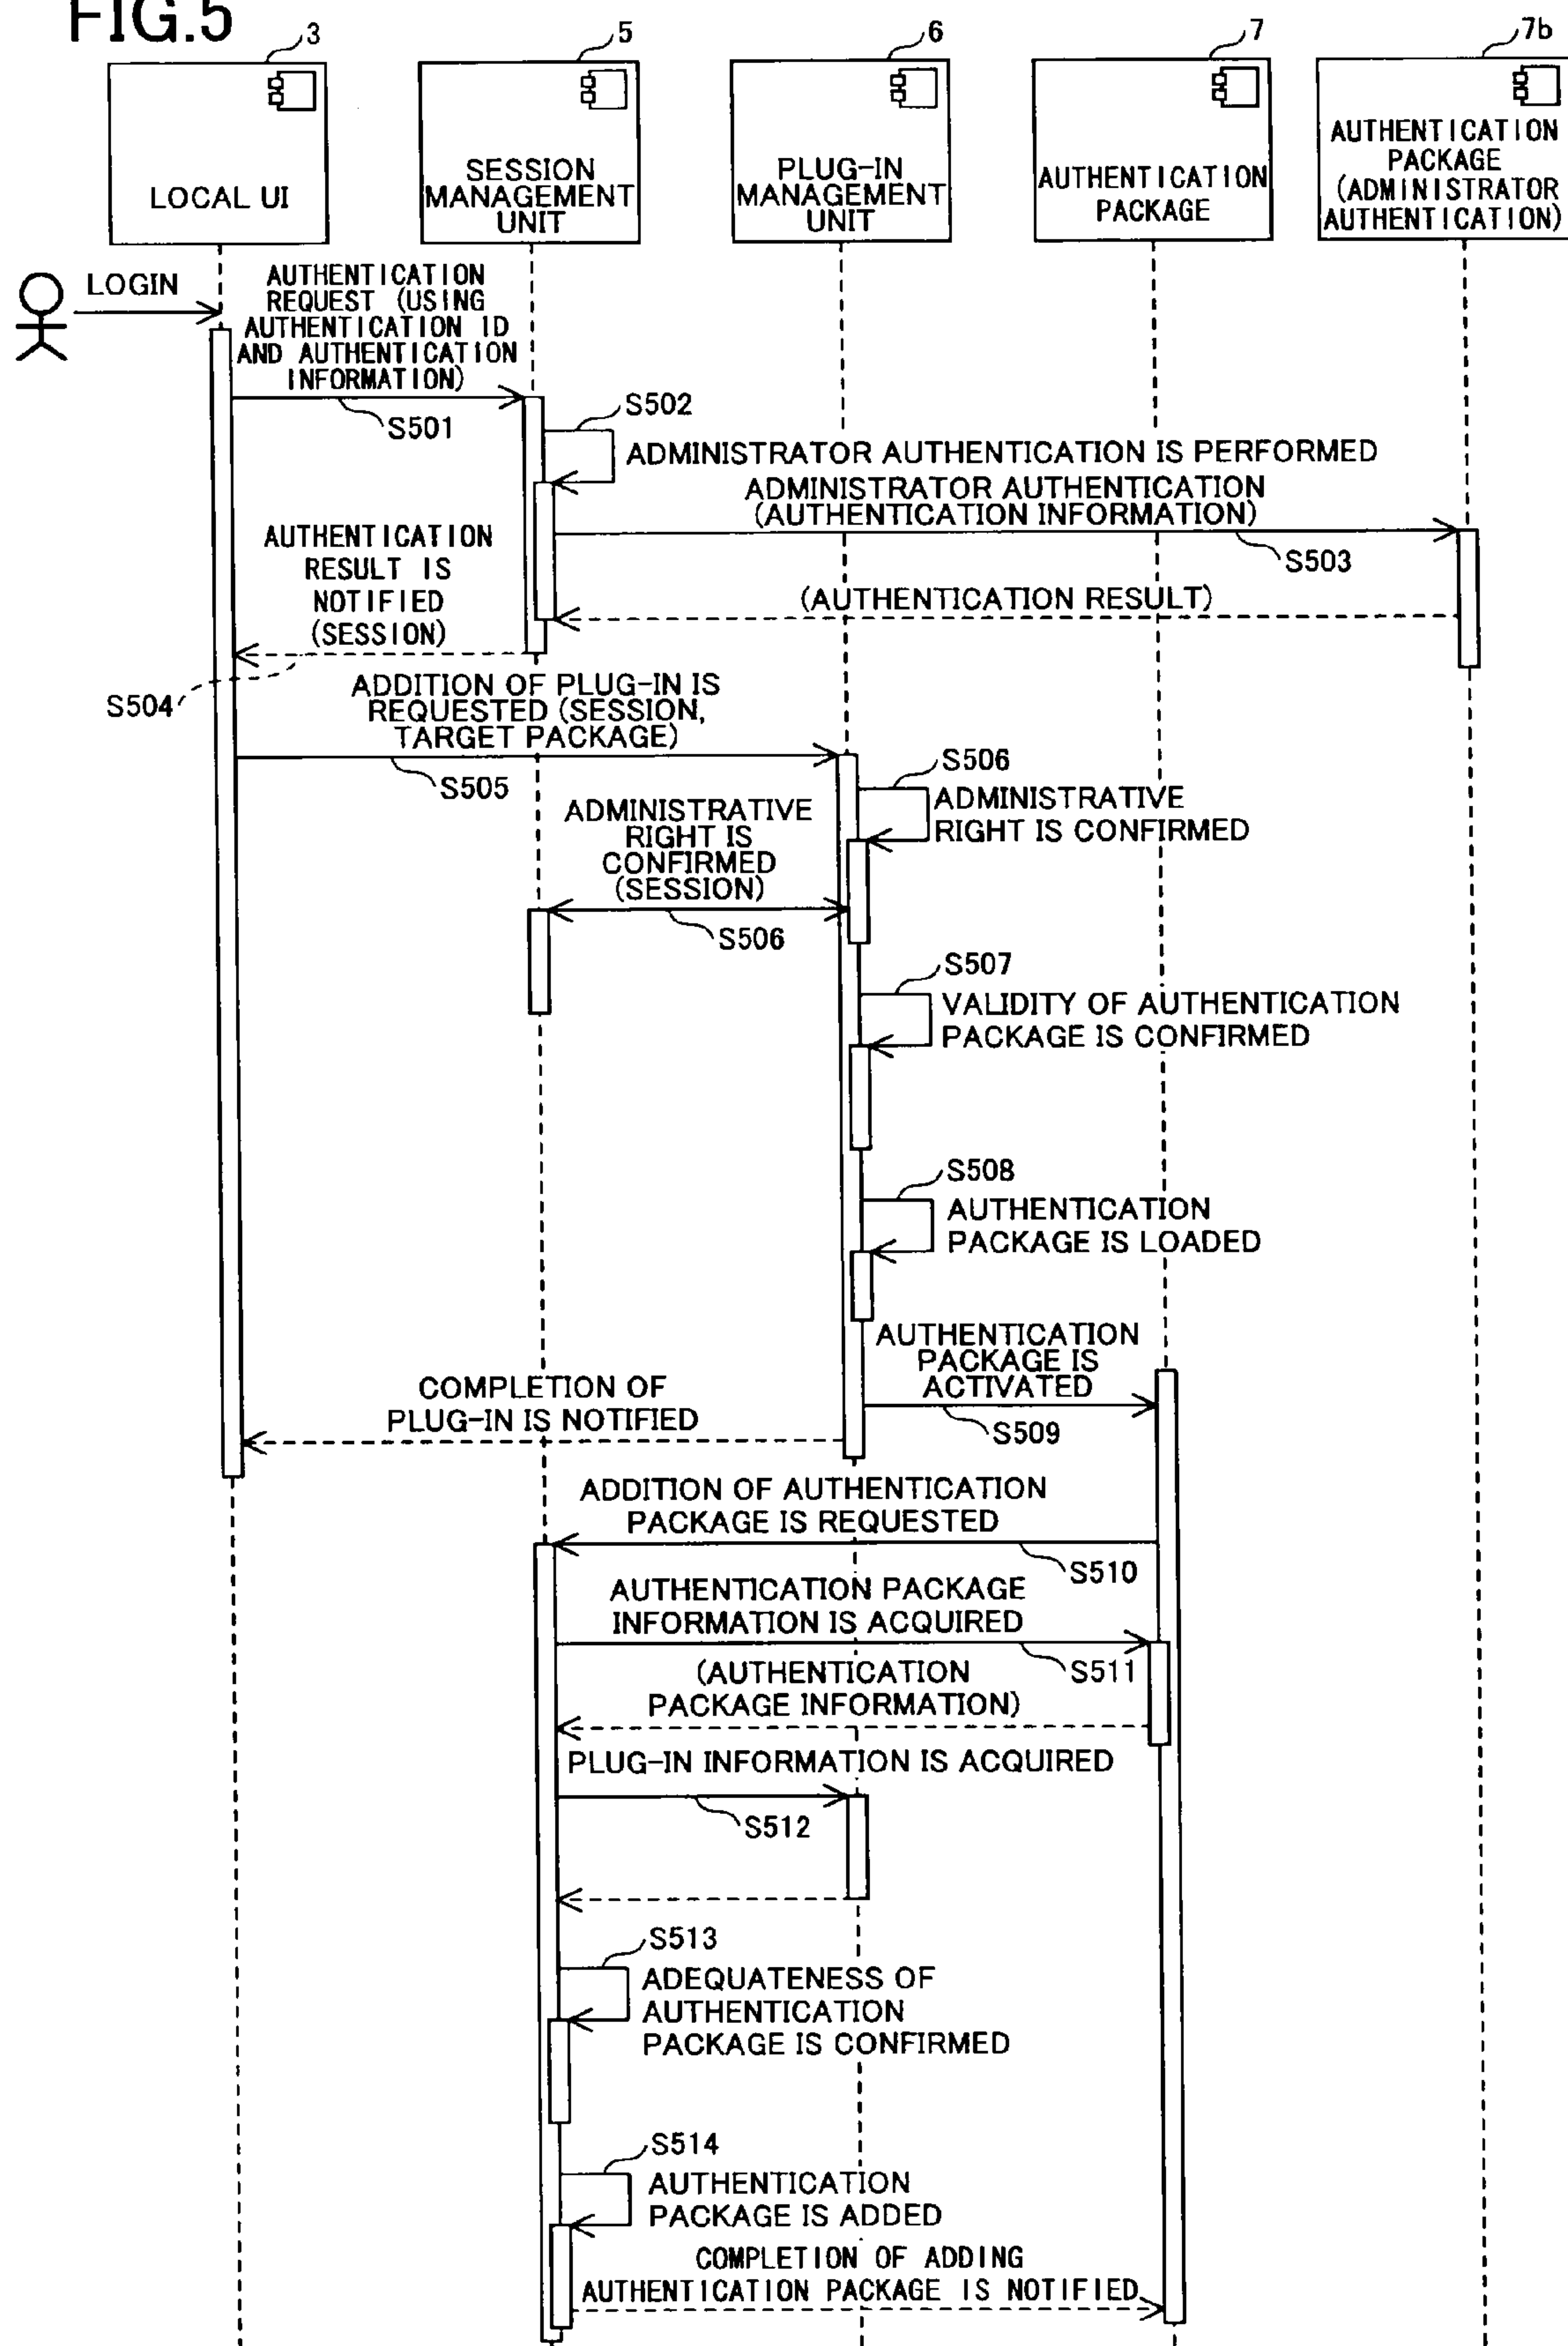 FIG.5
3
5
6
7
7b
LOCAL UI
SESSION
MANAGEMENT
UNIT
PLUG-IN
MANAGEMENT
UNIT
AUTHENTICATION
PACKAGE
AUTHENTICATION
PACKAGE
(ADMINISTRATOR
AUTHENTICATION)
LOGIN
AUTHENTICATION
REQUEST (USING
AUTHENTICATION ID
AND AUTHENTICATION
INFORMATION)
S501
S502
ADMINISTRATOR AUTHENTICATION IS PERFORMED
ADMINISTRATOR AUTHENTICATION
(AUTHENTICATION INFORMATION)
S503
AUTHENTICATION
RESULT IS
NOTIFIED
(SESSION)
(AUTHENTICATION RESULT)
S504
ADDITION OF PLUG-IN IS
REQUESTED (SESSION,
TARGET PACKAGE)
S505
S506
ADMINISTRATIVE
RIGHT IS CONFIRMED
ADMINISTRATIVE
RIGHT IS
CONFIRMED
(SESSION)
S506
S507
VALIDITY OF AUTHENTICATION
PACKAGE IS CONFIRMED
S508
AUTHENTICATION
PACKAGE IS LOADED
AUTHENTICATION
PACKAGE IS
ACTIVATED
S509
COMPLETION OF
PLUG-IN IS NOTIFIED
ADDITION OF AUTHENTICATION
PACKAGE IS REQUESTED
S510
AUTHENTICATION PACKAGE
INFORMATION IS ACQUIRED
S511
(AUTHENTICATION
PACKAGE INFORMATION)
PLUG-IN INFORMATION IS ACQUIRED
S512
S513
ADEQUATENESS OF
AUTHENTICATION
PACKAGE IS CONFIRMED
S514
AUTHENTICATION
PACKAGE IS ADDED
COMPLETION OF ADDING
AUTHENTICATION PACKAGE IS NOTIFIED